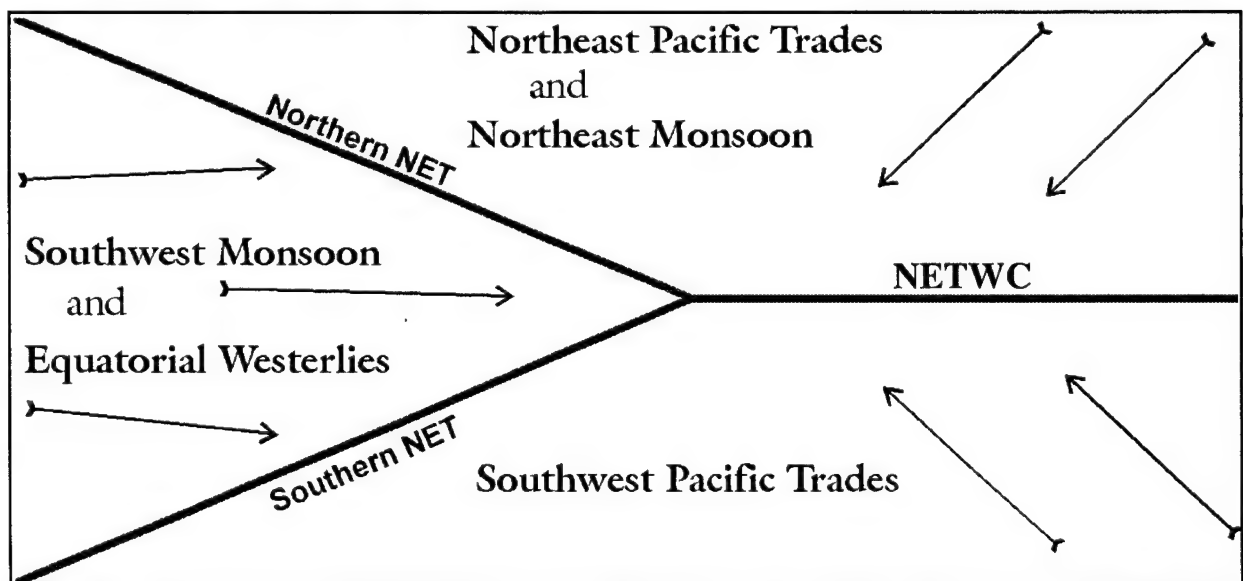 Northeast Pacific Trades
and
Northeast Monsoon
Northern NET
Southwest Monsoon
and
Equatorial Westerlies
NETWC
Southern NET
Southwest Pacific Trades